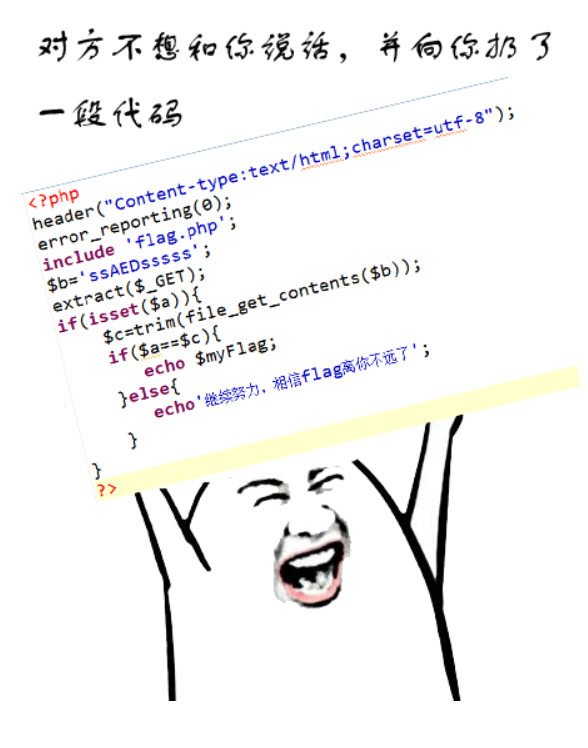 对方不想和你说话，并向你扔了
一段代码
<?php
header("Content-type:text/html;charset=utf-8");
error_reporting(0);
include 'flag.php';
$b='ssAEDsssss';
extract($_GET);
if(isset($a)){
$c=trim(file_get_contents($b));
if($a==$c){
echo $myFlag;
}else{
echo'继续努力，相信flag离你不远了';
}
}
?>